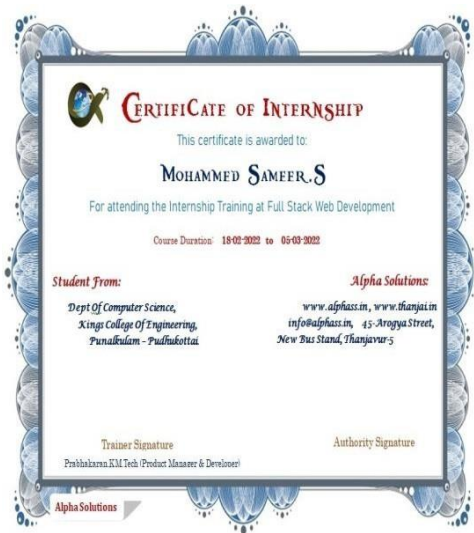 CERTIFICATE OF INTERNSHIP
This certificate is awarded to:
MOHAMMED SAMEER.S
For attending the Internship Training at Full Stack Web Development
Course Duration: 18-02-2022 to 05-03-2022
Student From:
Dept Of Computer Science,
Kings College Of Engineering,
Punalkulam - Pudhukottai
Alpha Solutions:
www.alphass.in, www.thanjai.in
info@alphass.in, 45-Arogya Street,
New Bus Stand, Thanjavur-5
Trainer Signature
Prabhakaran.K M.Tech (Product Manager & Developer)
Authority Signature
Alpha Solutions